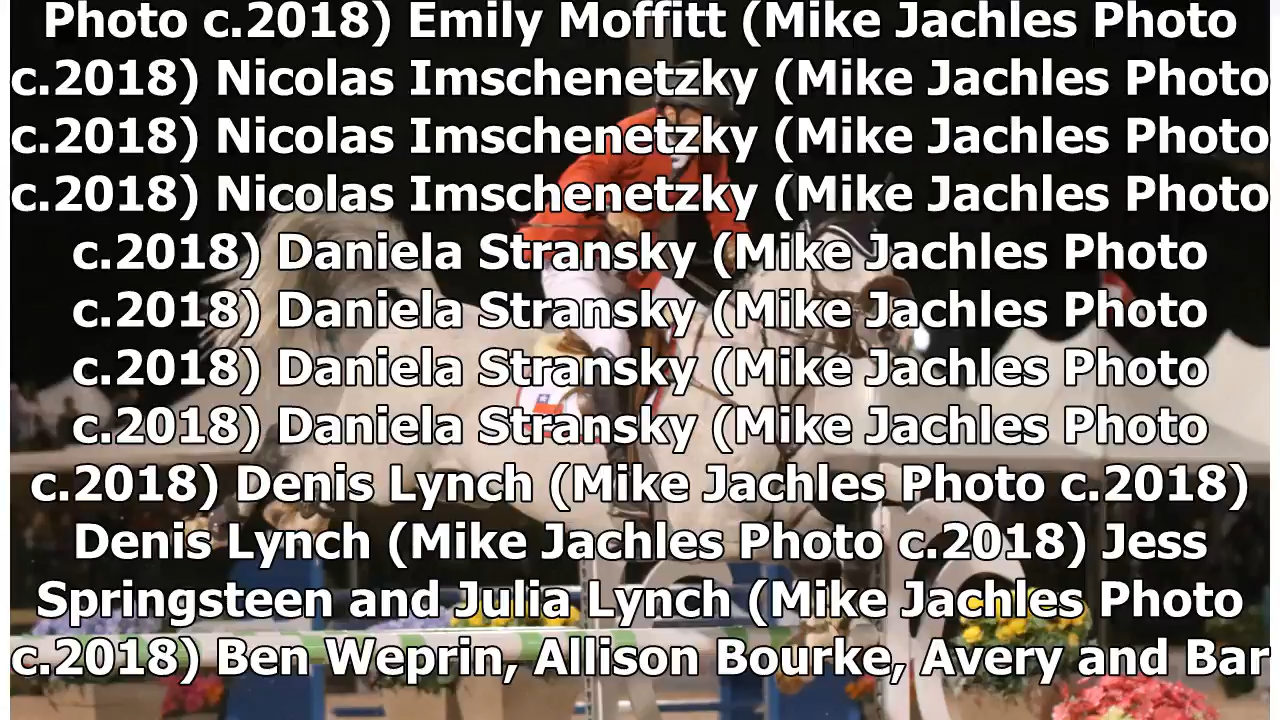 Photo c.2018) Emily Moffitt (Mike Jachles Photo
c.2018) Nicolas Imschenetzky (Mike Jachles Photo
c.2018) Nicolas Imschenetzky (Mike Jachles Photo
c.2018) Nicolas Imschenetzky (Mike Jachles Photo
c.2018) Daniela Stransky (Mike Jachles Photo
c.2018) Daniela Stransky (Mike Jachles Photo
c.2018) Daniela Stransky (Mike Jachles Photo
c.2018) Daniela Stransky (Mike Jachles Photo
c.2018) Denis Lynch (Mike Jachles Photo c.2018)
Denis Lynch (Mike Jachles Photo c.2018) Jess
Springsteen and Julia Lynch (Mike Jachles Photo
c.2018) Ben Weprin, Allison Bourke, Avery and Bar